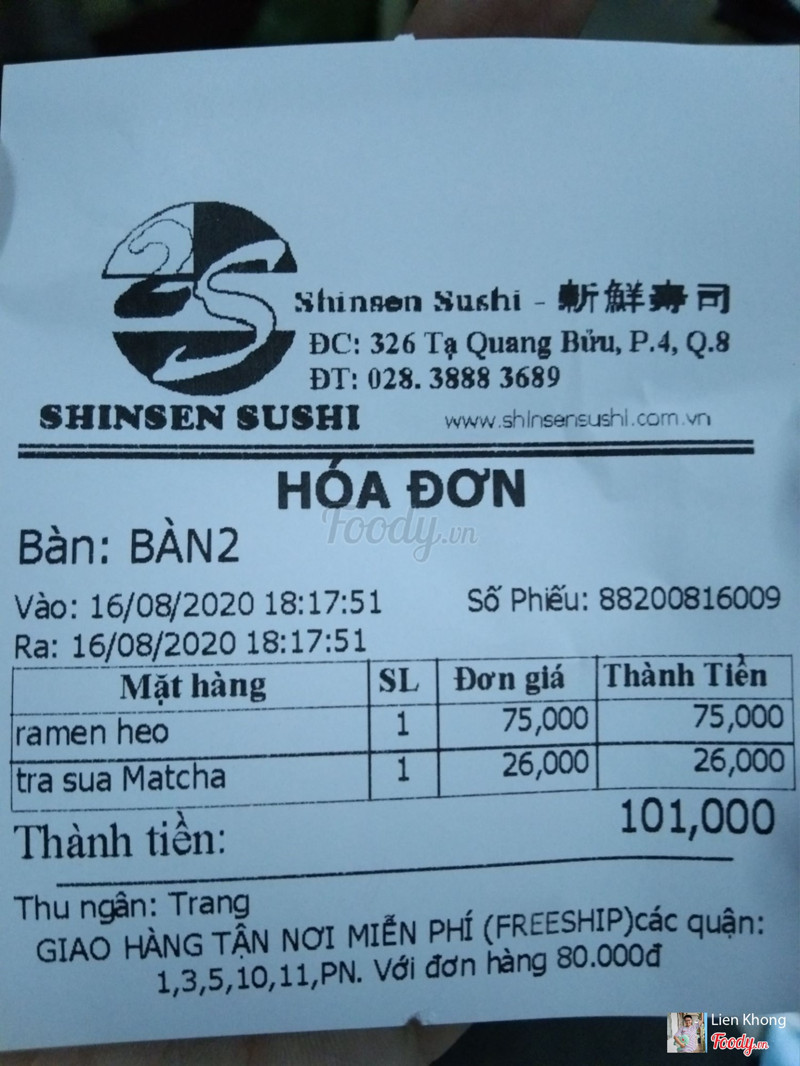 Shinsen Sushi - 新鮮壽司
ĐC: 326 Tạ Quang Bửu, P.4, Q.8
ĐT: 028. 3888 3689
SHINSEN SUSHI www.shinsensushi.com.vn
HÓA ĐƠN
Foody.vn
Bàn: BÀN2
Vào: 16/08/2020 18:17:51 Số Phiếu: 88200816009
Ra: 16/08/2020 18:17:51
Mặt hàng SL Đơn giá Thành Tiền
ramen heo 1 75,000 75,000
tra sua Matcha 1 26,000 26,000
Thành tiền: 101,000
Thu ngân: Trang
GIAO HÀNG TẬN NƠI MIỄN PHÍ (FREESHIP)các quận:
1,3,5,10,11,PN. Với đơn hàng 80.000đ
Lien Khong
Foody.vn